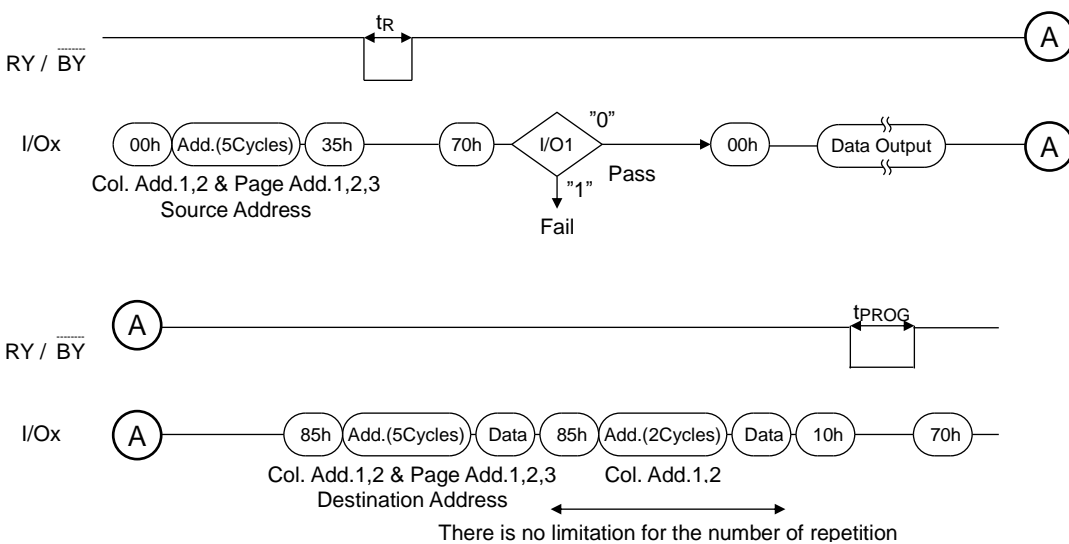 tR
RY / BY
A
I/Ox
00h Add.(5Cycles) 35h 70h I/O1 "0" 00h Data Output A
Pass
Col. Add.1,2 & Page Add.1,2,3
Source Address
"1"
Fail
A
tPROG
RY / BY
I/Ox
A 85h Add.(5Cycles) Data 85h Add.(2Cycles) Data 10h 70h
Col. Add.1,2 & Page Add.1,2,3 Col. Add.1,2
Destination Address
There is no limitation for the number of repetition